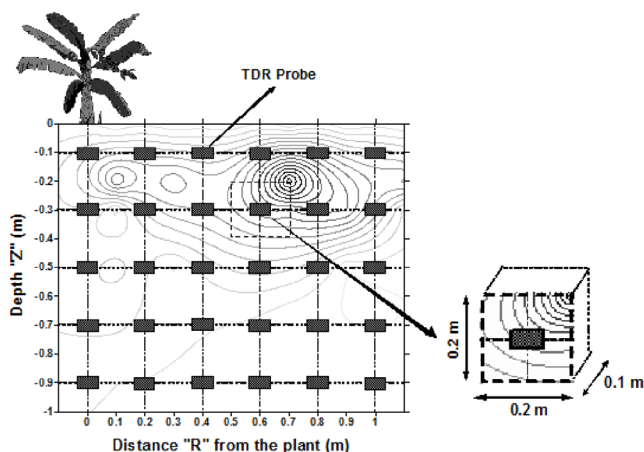 TDR Probe
Depth "Z" (m)
0
-0.1
-0.2
-0.3
-0.4
-0.5
-0.6
-0.7
-0.8
-0.9
-1
0 0.1 0.2 0.3 0.4 0.5 0.6 0.7 0.8 0.9 1
Distance "R" from the plant (m)
0.2 m
0.2 m
0.1 m